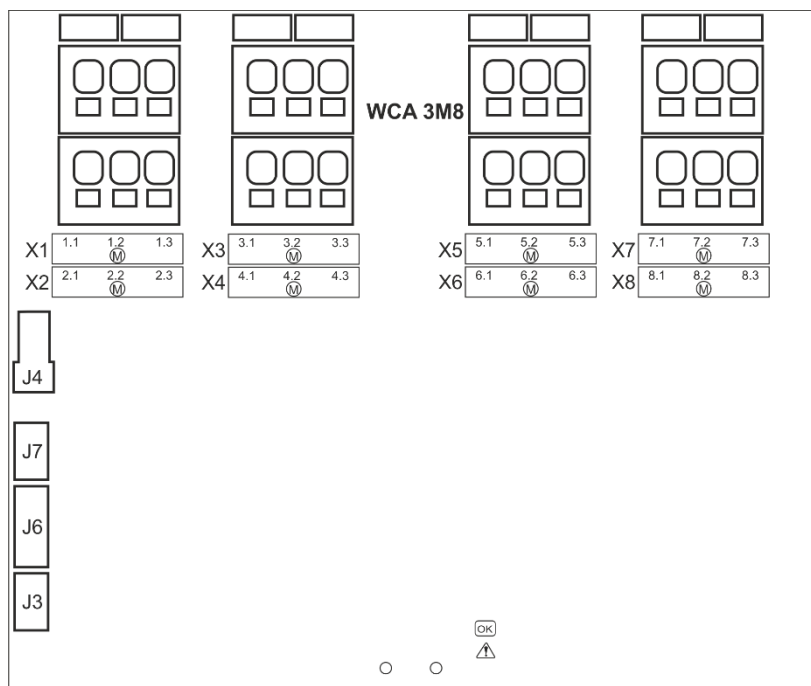 WCA 3M8
X1 1.1 1.2 1.3 X3 3.1 3.2 3.3 X5 5.1 5.2 5.3 X7 7.1 7.2 7.3
M M M M
X2 2.1 2.2 2.3 X4 4.1 4.2 4.3 X6 6.1 6.2 6.3 X8 8.1 8.2 8.3
M M M M
J4
J7
J6
J3
OK
!